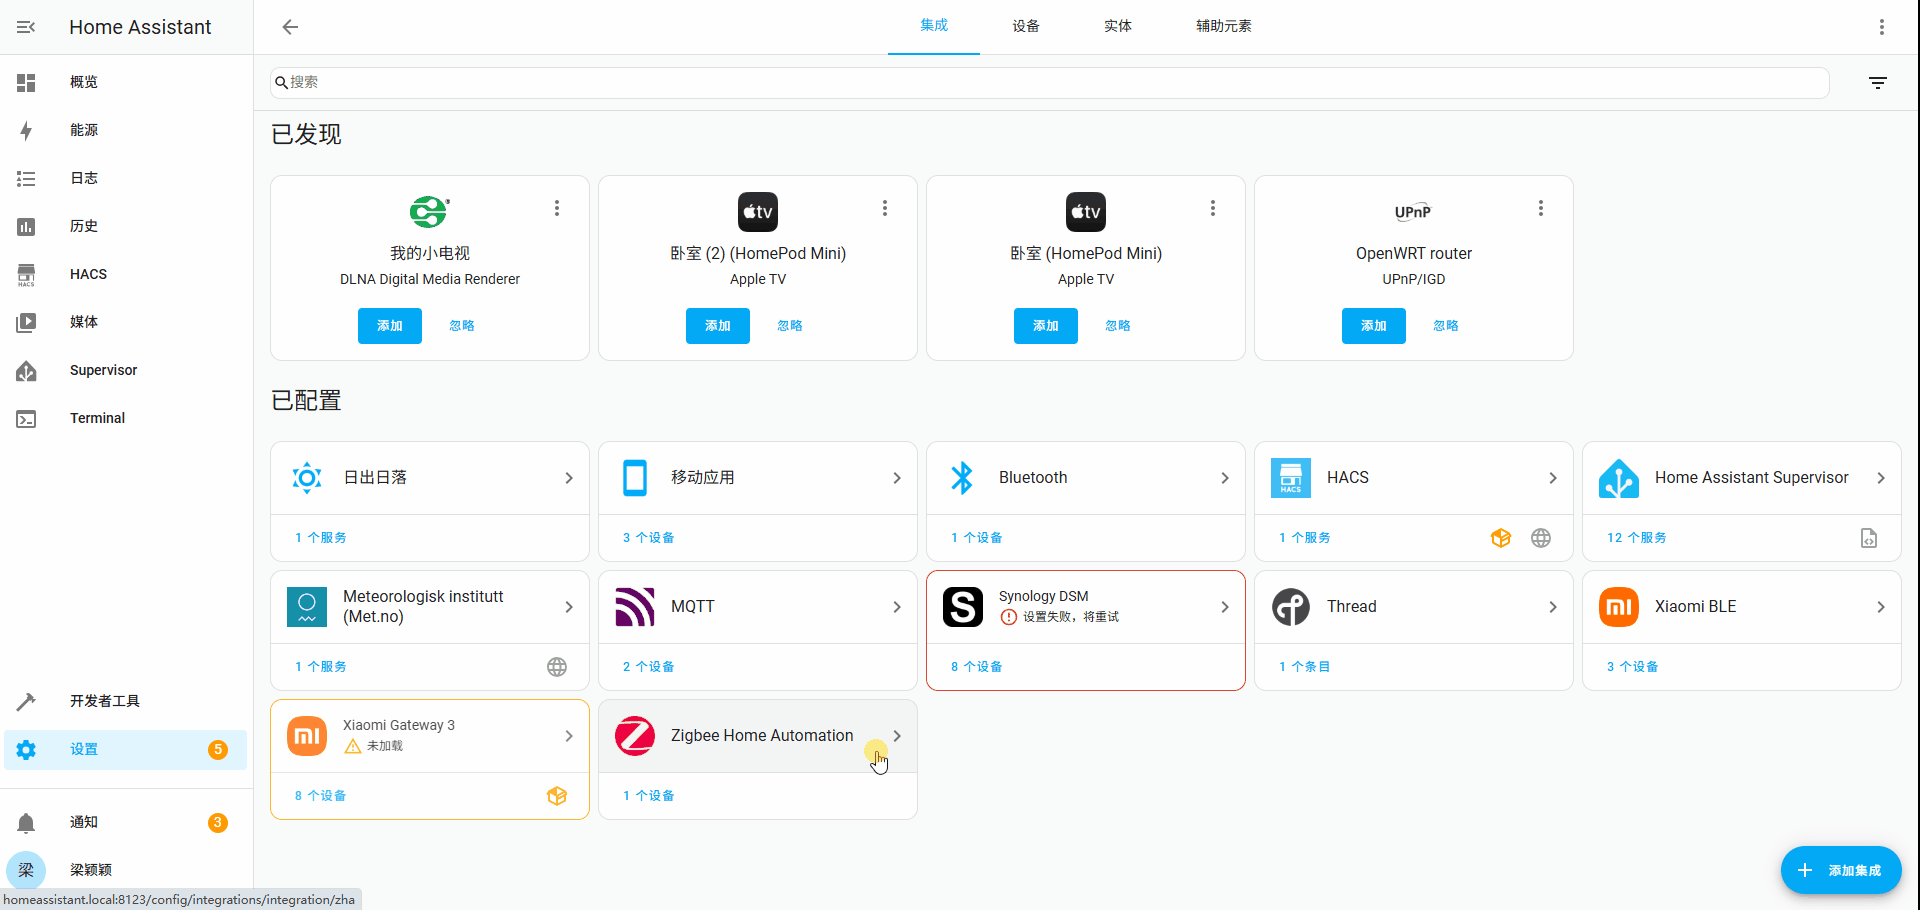 Home Assistant
概览
能源
日志
历史
HACS
HACS
媒体
Supervisor
Terminal
开发者工具
设置
5
通知
3
梁
梁颖颖
homeassistant.local:8123/config/integrations/integration/zha
集成
设备
实体
辅助元素
搜索
已发现
我的小电视
DLNA Digital Media Renderer
添加
忽略
tv
卧室 (2) (HomePod Mini)
Apple TV
添加
忽略
tv
卧室 (HomePod Mini)
Apple TV
添加
忽略
UPnP
OpenWRT router
UPnP/IGD
添加
忽略
已配置
日出日落
1 个服务
移动应用
3 个设备
Bluetooth
1 个设备
HACS
HACS
1 个服务
Home Assistant Supervisor
12 个服务
Meteorologisk institutt
(Met.no)
1 个服务
MQTT
2 个设备
S
Synology DSM
设置失败，将重试
8 个设备
Thread
1 个条目
mi
Xiaomi BLE
3 个设备
mi
Xiaomi Gateway 3
未加载
8 个设备
Zigbee Home Automation
1 个设备
添加集成